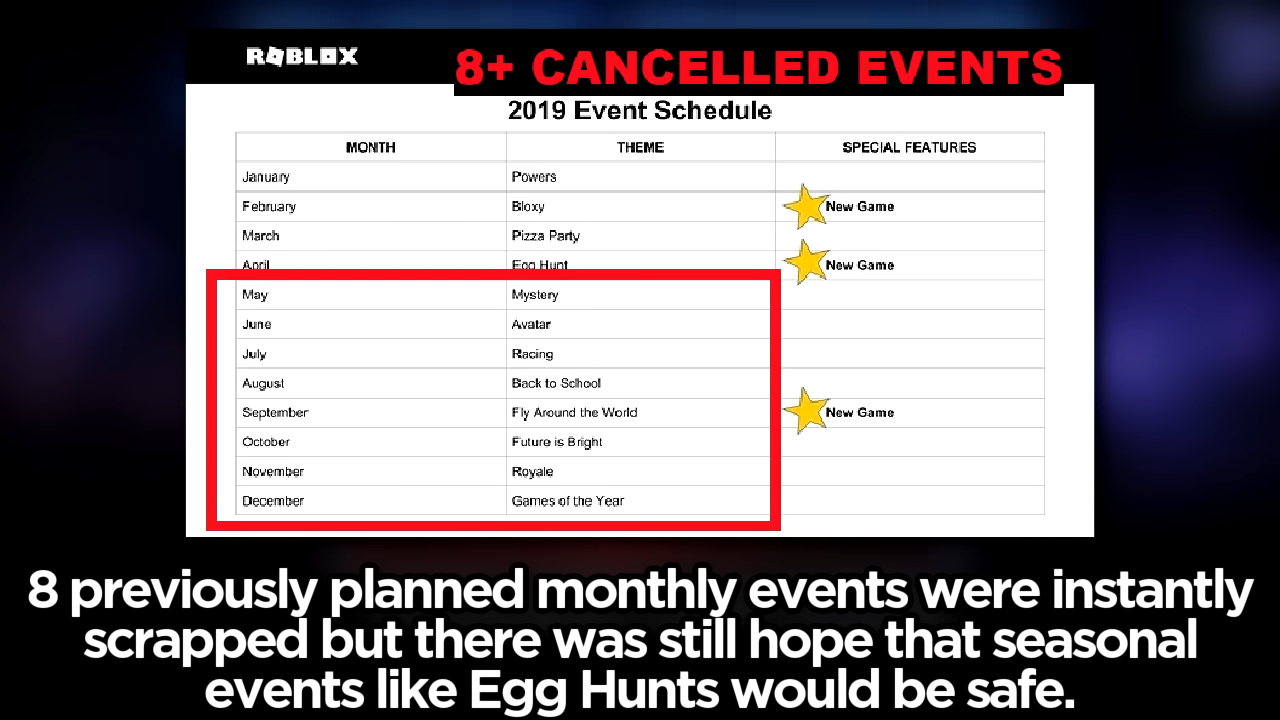 ROBLOX
8+ CANCELLED EVENTS
2019 Event Schedule
MONTH THEME SPECIAL FEATURES
January Powers
February Bloxy New Game
March Pizza Party
April Egg Hunt New Game
May Mystery
June Avatar
July Racing
August Back to School
September Fly Around the World New Game
October Future is Bright
November Royale
December Games of the Year
8 previously planned monthly events were instantly
scrapped but there was still hope that seasonal
events like Egg Hunts would be safe.